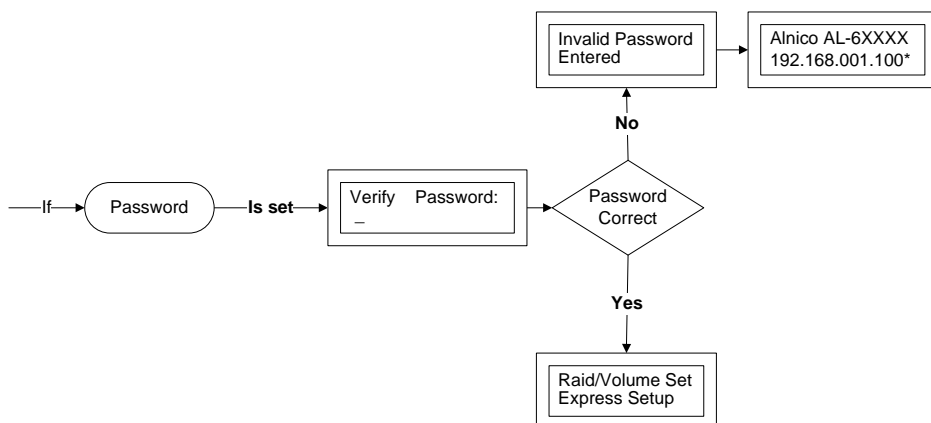 If
Password
Is set
Verify Password:
_
Password
Correct
No
Invalid Password
Entered
Alnico AL-6XXXX
192.168.001.100*
Yes
Raid/Volume Set
Express Setup